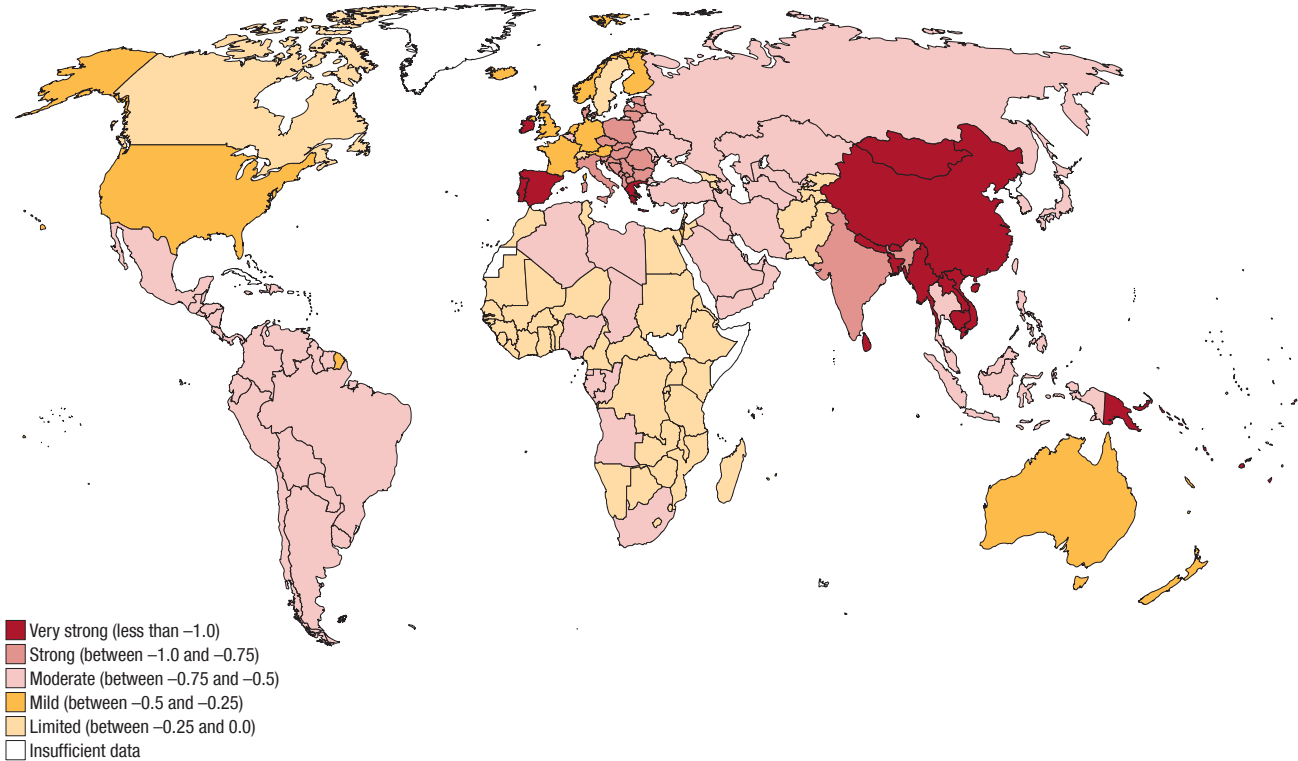 Very strong (less than –1.0)
Strong (between –1.0 and –0.75)
Moderate (between –0.75 and –0.5)
Mild (between –0.5 and –0.25)
Limited (between –0.25 and 0.0)
Insufficient data